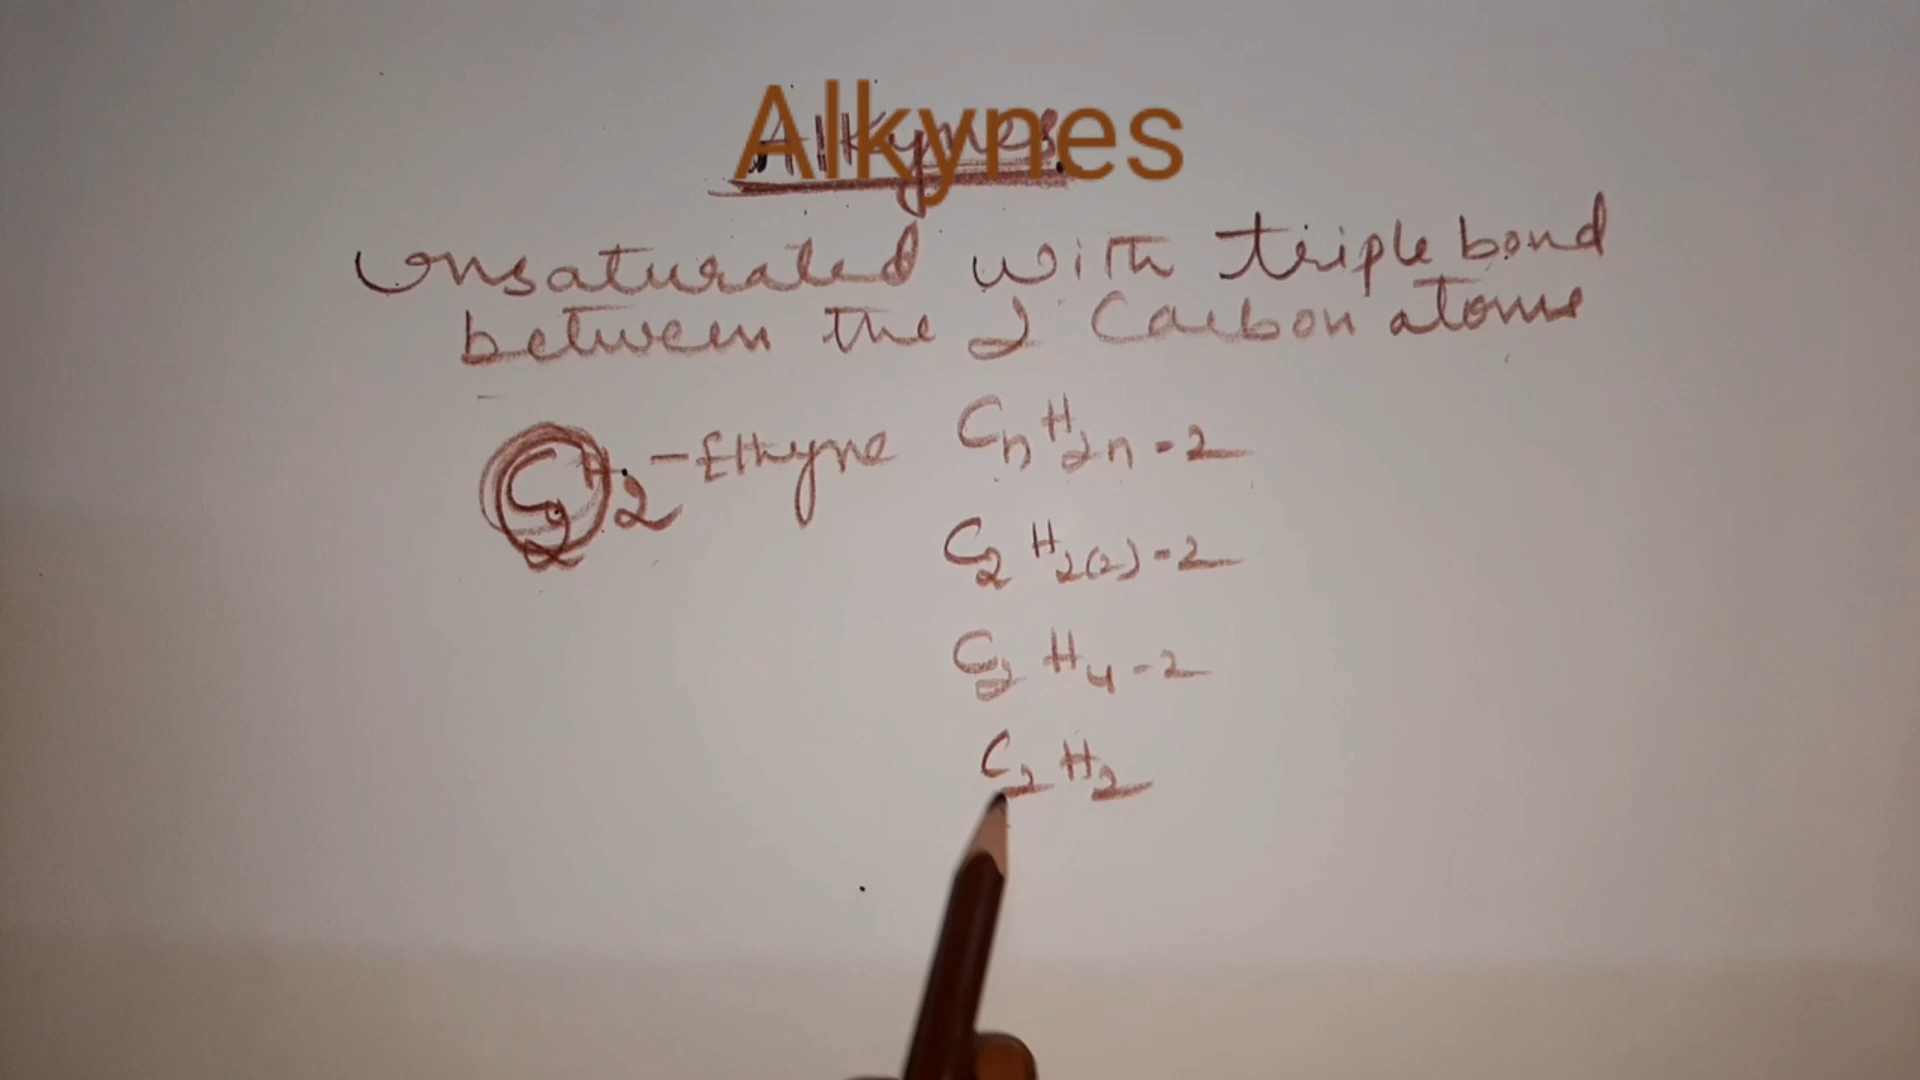 Alkynes
Alkynes
Unsaturated with triple bond
between the 2 Carbon atoms
C2H2 - Ethyne
CnH2n-2
C2H2(2)-2
C2H4-2
C2H2